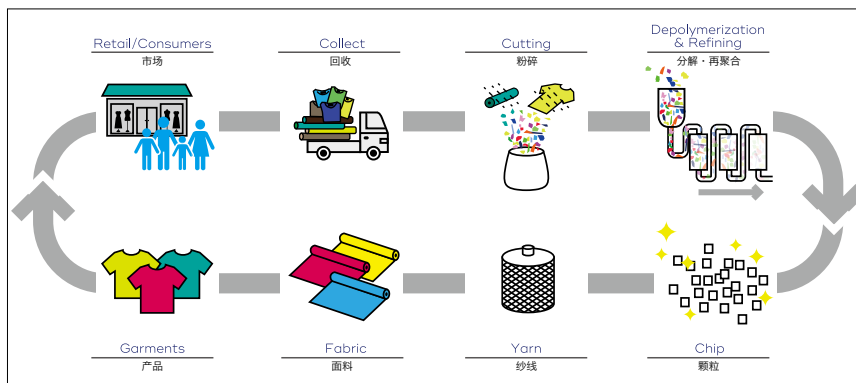 Retail/Consumers
市场
Collect
回收
Cutting
粉碎
Depolymerization
& Refining
分解·再聚合
Garments
产品
Fabric
面料
Yarn
纱线
Chip
颗粒